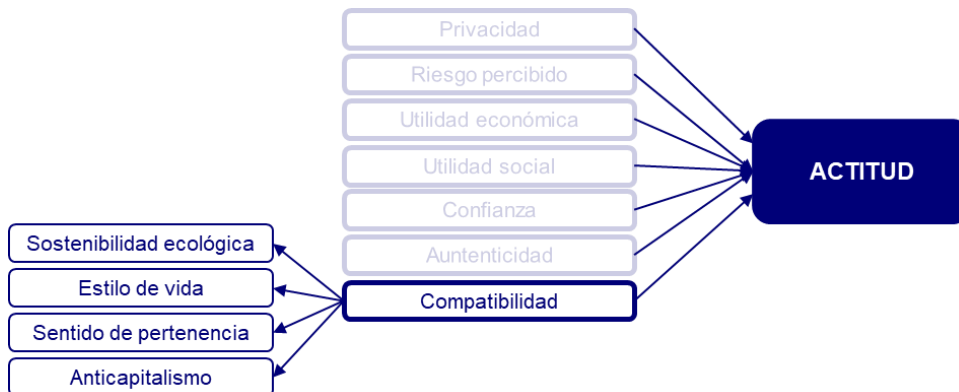 Privacidad
Riesgo percibido
Utilidad económica
Utilidad social
Confianza
Auntenticidad
Compatibilidad
ACTITUD
Sostenibilidad ecológica
Estilo de vida
Sentido de pertenencia
Anticapitalismo